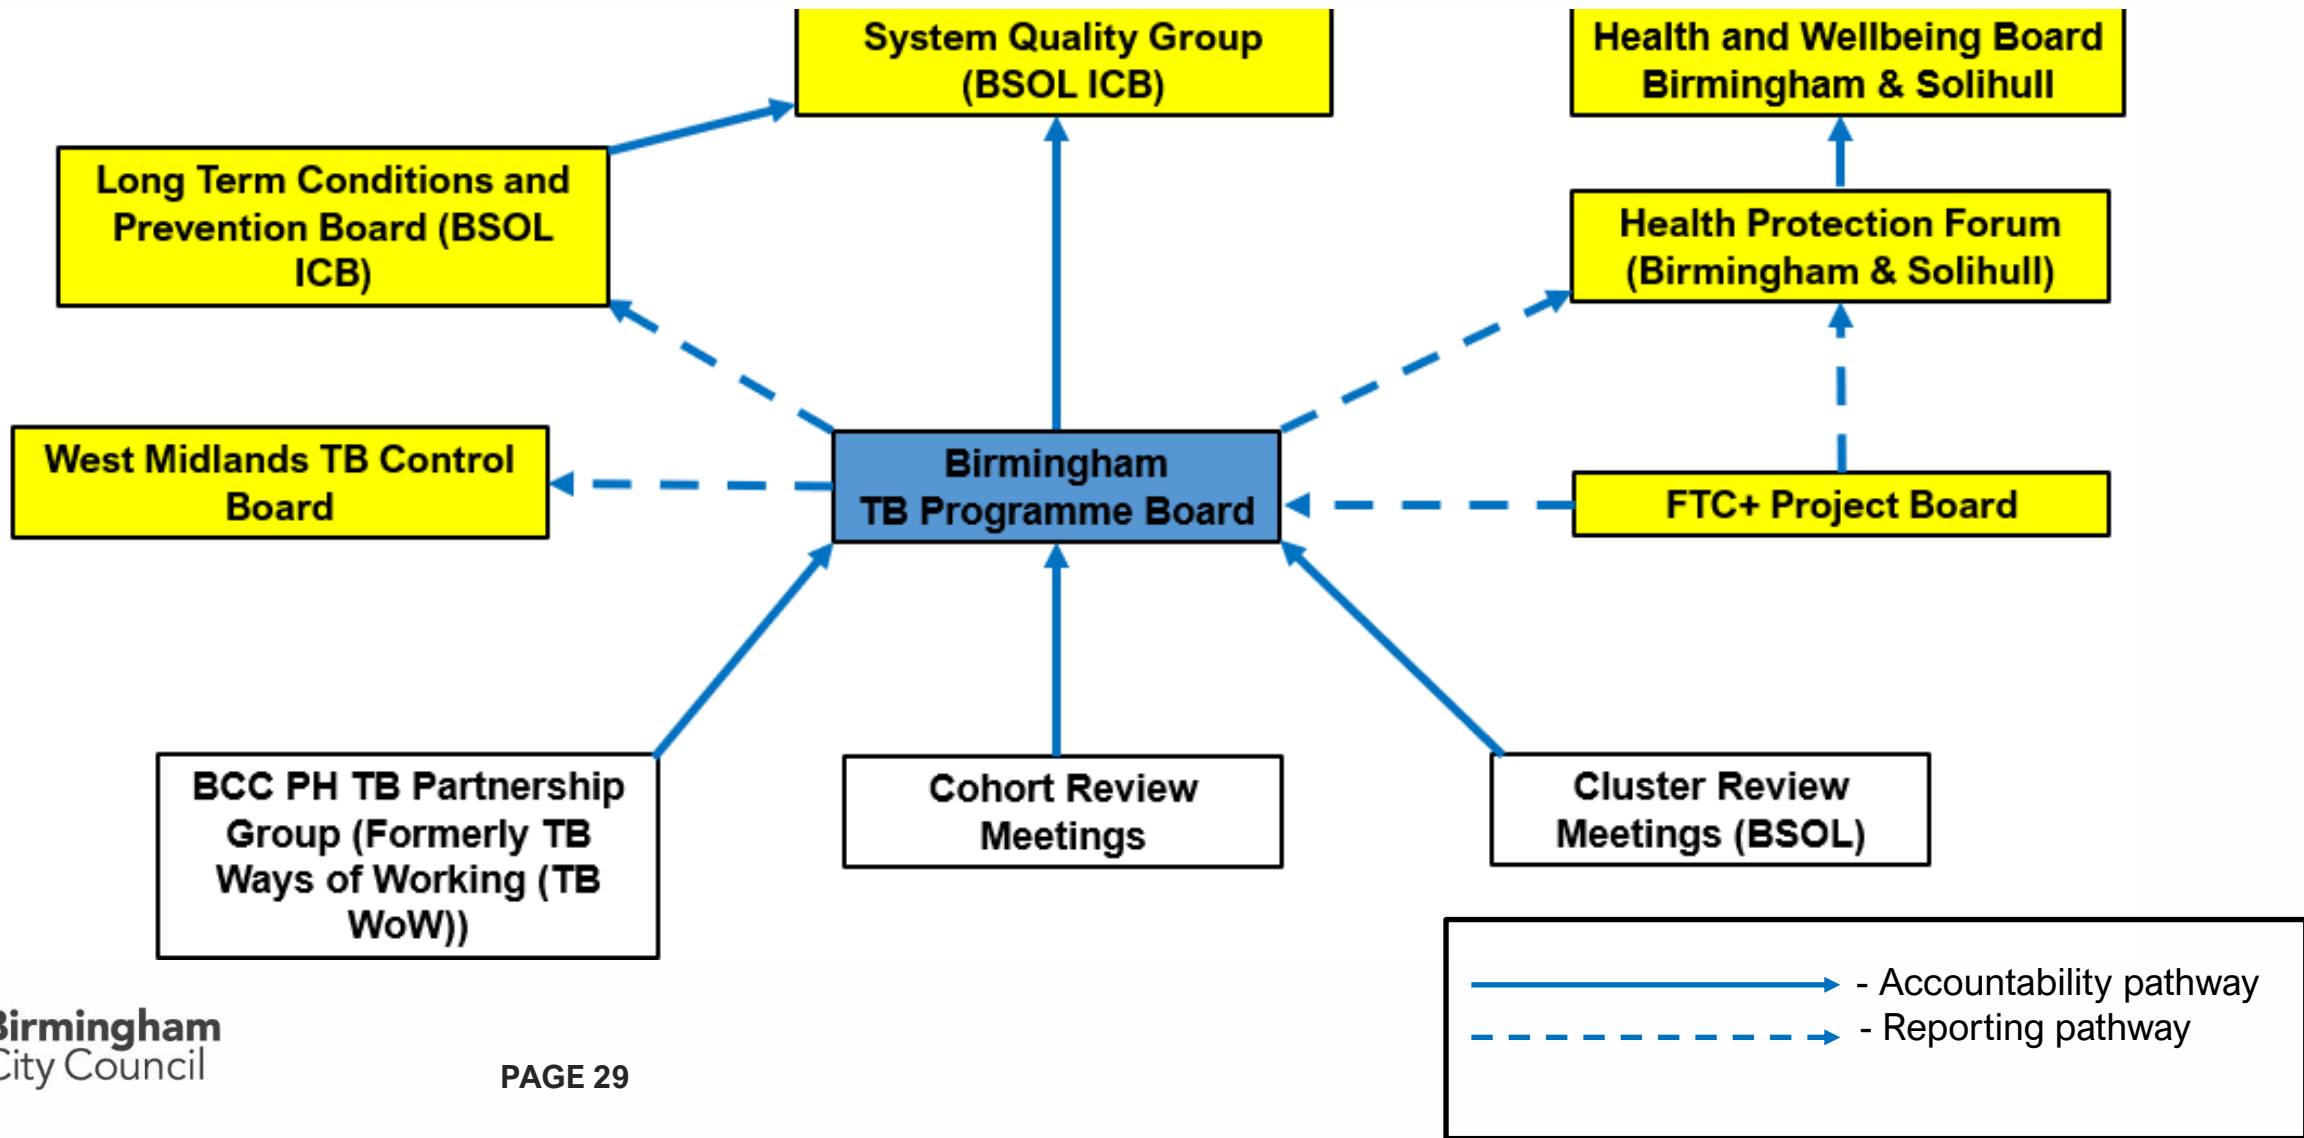 System Quality Group
(BSOL ICB)
Health and Wellbeing Board
Birmingham & Solihull
Long Term Conditions and
Prevention Board (BSOL
ICB)
Health Protection Forum
(Birmingham & Solihull)
West Midlands TB Control
Board
Birmingham
TB Programme Board
FTC+ Project Board
BCC PH TB Partnership
Group (Formerly TB
Ways of Working (TB
WoW))
Cohort Review
Meetings
Cluster Review
Meetings (BSOL)
- Accountability pathway
- Reporting pathway
Birmingham
City Council
PAGE 29